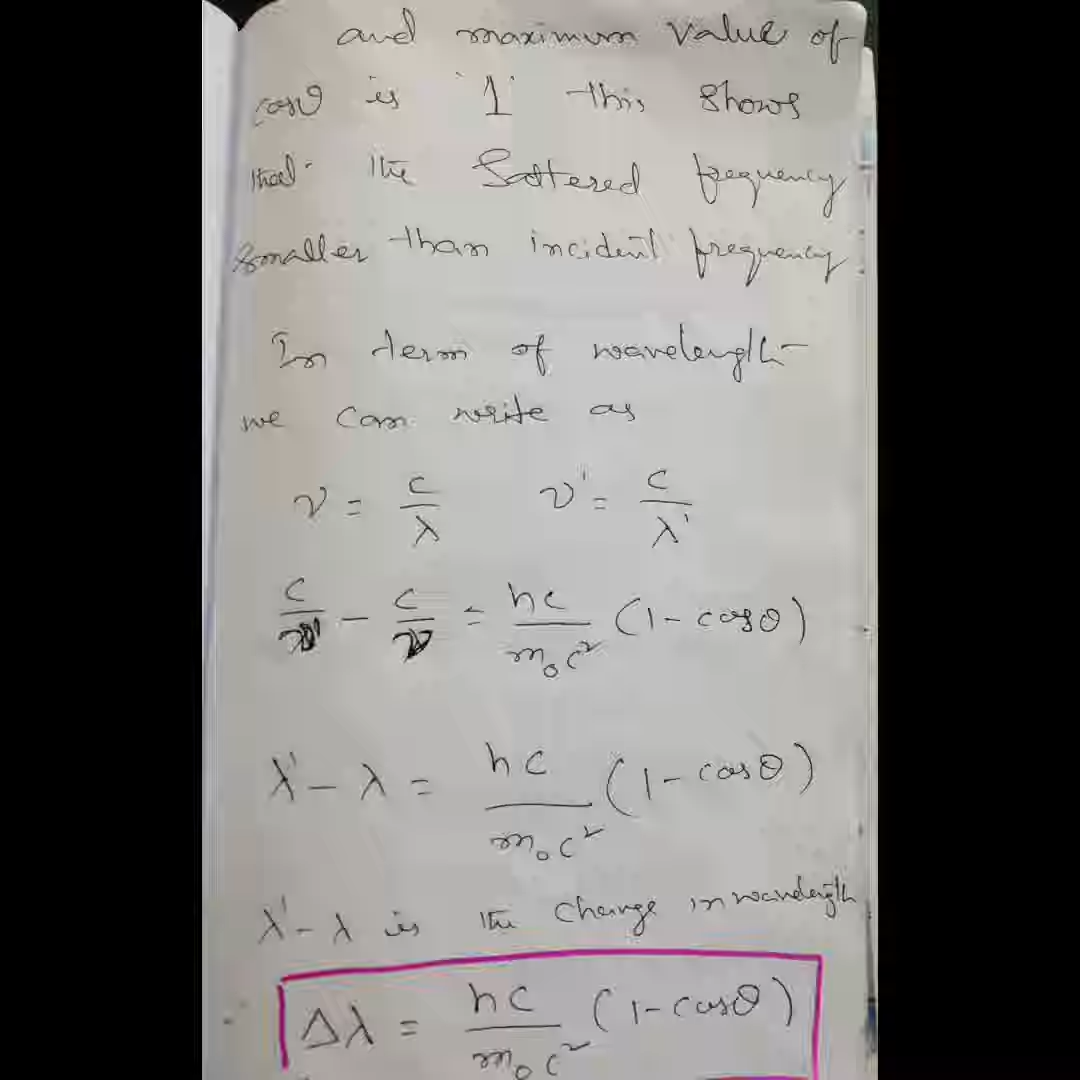 and maximum value of
cosθ is '1' this shows
that the Sattered frequency
smaller than incident frequency
In term of wavelength
we can write as
ν = c/λ ν' = c/λ'
c/ν' - c/ν = hc/m₀c² (1 - cosθ)
λ' - λ = hc/m₀c² (1 - cosθ)
λ' - λ is the change in wavelength
Δλ = hc/m₀c² (1 - cosθ)